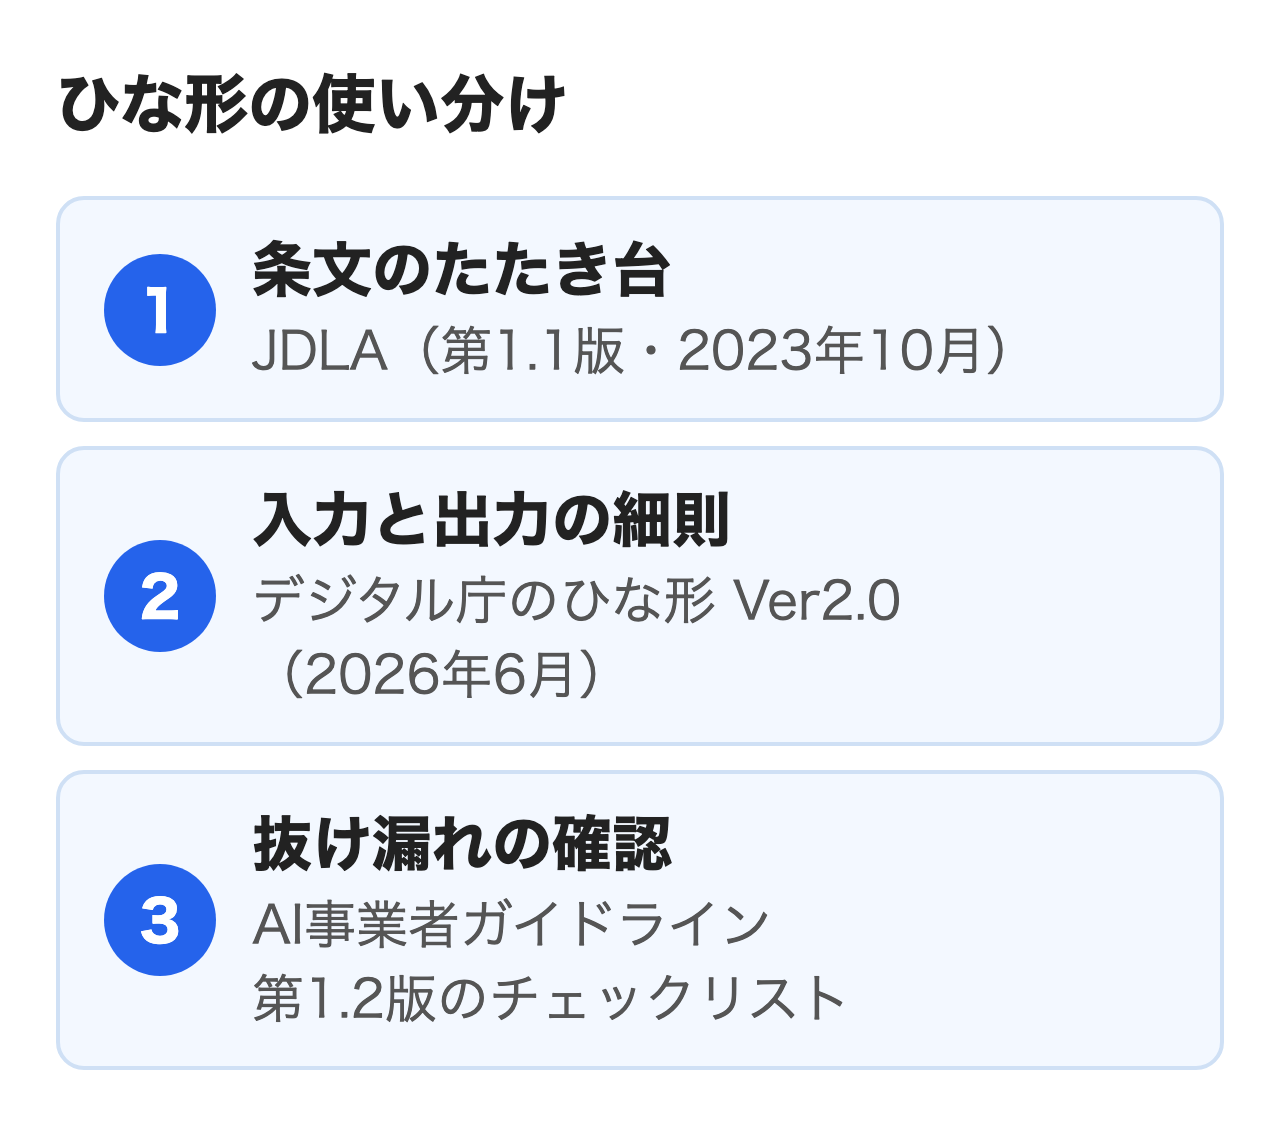 ひな形の使い分け
1
条文のたたき台
JDLA（第1.1版・2023年10月）
2
入力と出力の細則
デジタル庁のひな形 Ver2.0
（2026年6月）
3
抜け漏れの確認
AI事業者ガイドライン
第1.2版のチェックリスト